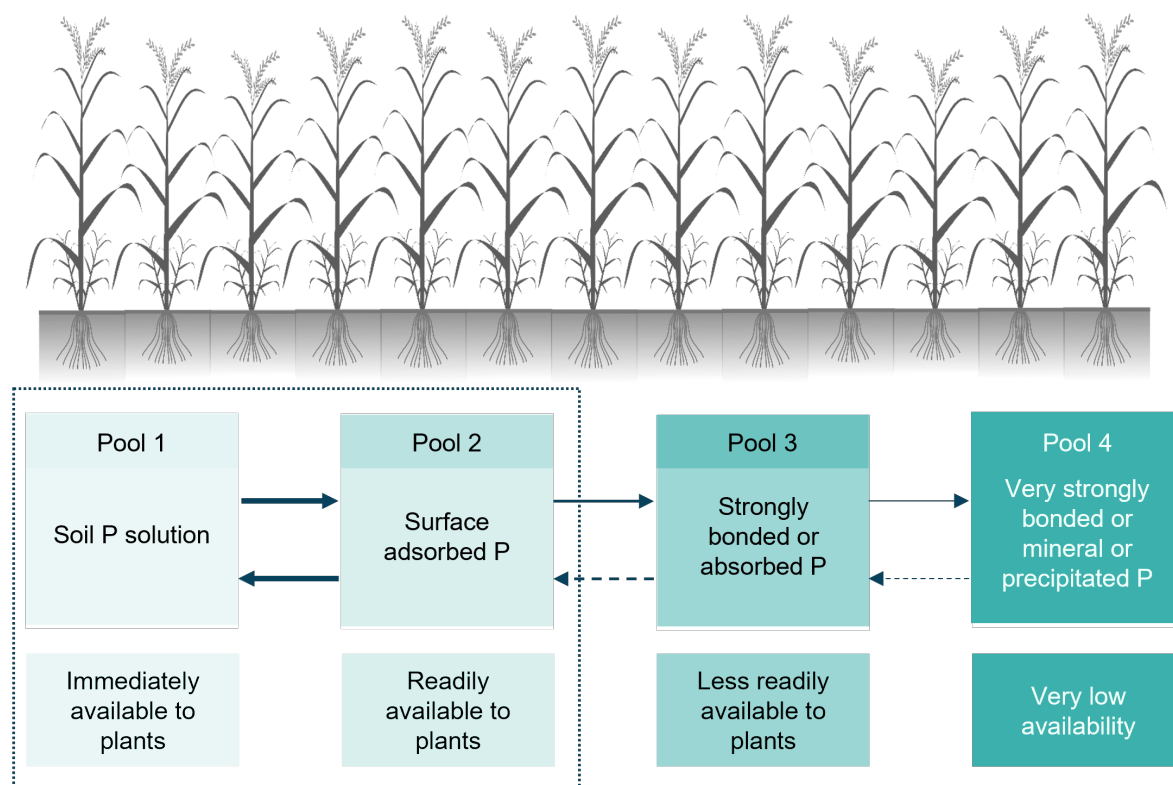 Pool 1
Soil P solution
Immediately
available to
plants
Pool 2
Surface
adsorbed P
Readily
available to
plants
Pool 3
Strongly
bonded or
absorbed P
Less readily
available to
plants
Pool 4
Very strongly
bonded or
mineral or
precipitated P
Very low
availability